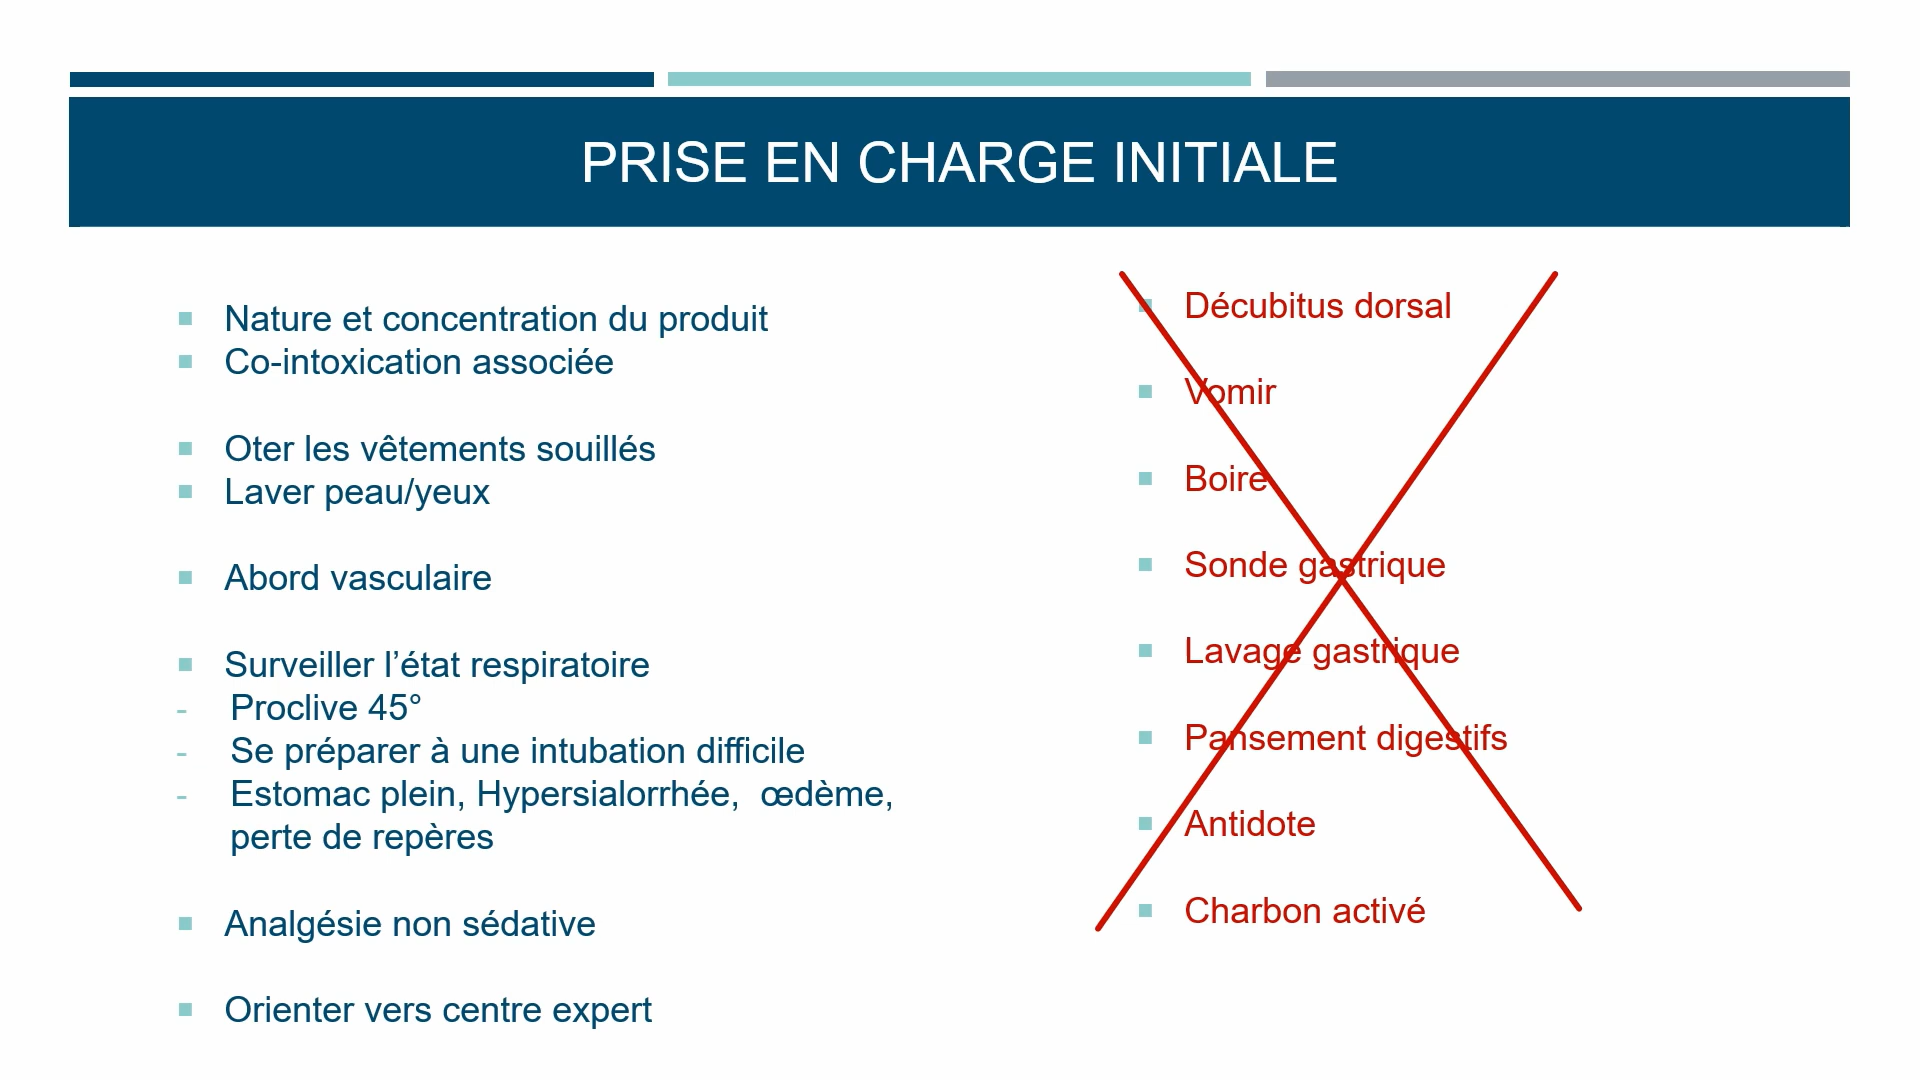 PRISE EN CHARGE INITIALE
Nature et concentration du produit
Co-intoxication associée
Oter les vêtements souillés
Laver peau/yeux
Abord vasculaire
Surveiller l’état respiratoire
- Proclive 45°
- Se préparer à une intubation difficile
- Estomac plein, Hypersialorrhée, œdème,
perte de repères
Analgésie non sédative
Orienter vers centre expert
Décubitus dorsal
Vomir
Boire
Sonde gastrique
Lavage gastrique
Pansement digestifs
Antidote
Charbon activé